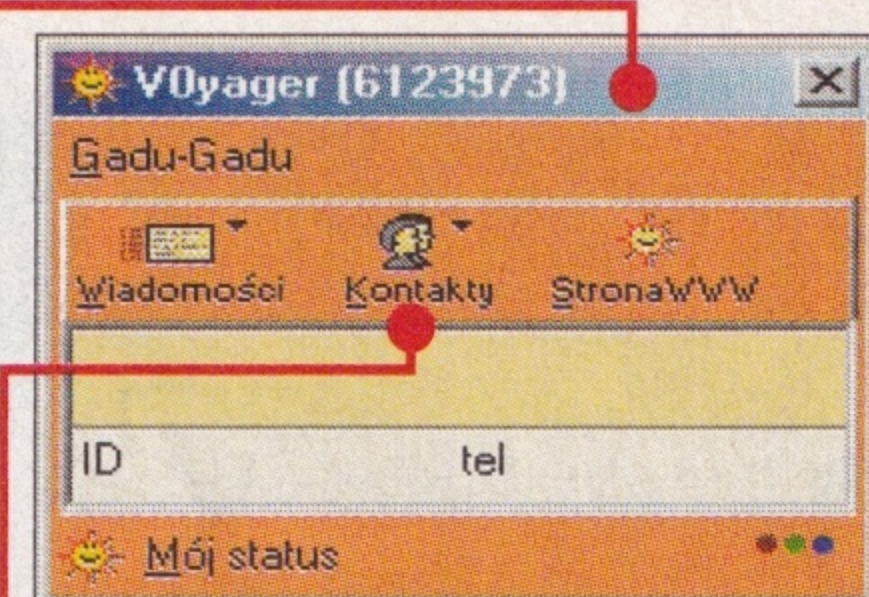 V0yager (6123973)
Gadu-Gadu
Wiadomości Kontakty StronaWWW
ID tel
Mój status